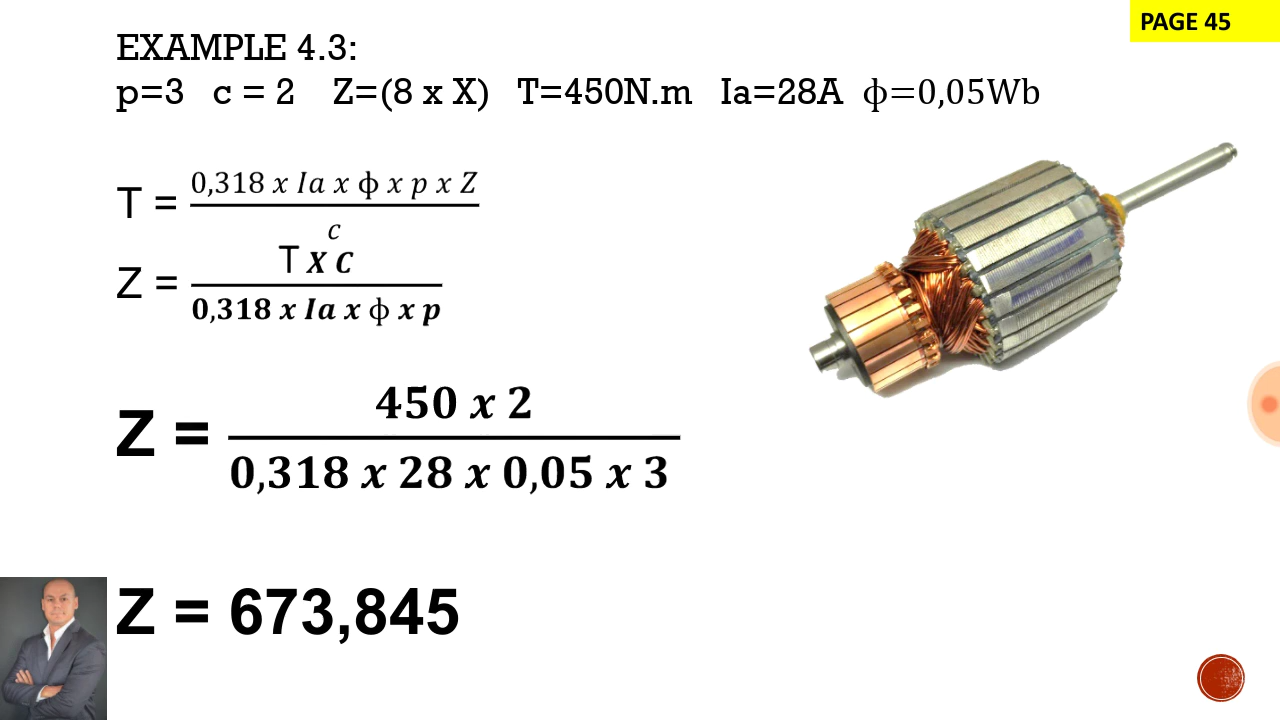 PAGE 45
EXAMPLE 4.3:
p=3 c = 2 Z=(8 x X) T=450N.m Ia=28A ϕ=0,05Wb
T = 0,318 x Ia x ϕ x p x Z
c
Z = T X C
0,318 x Ia x ϕ x p
Z = 450 x 2
0,318 x 28 x 0,05 x 3
Z = 673,845